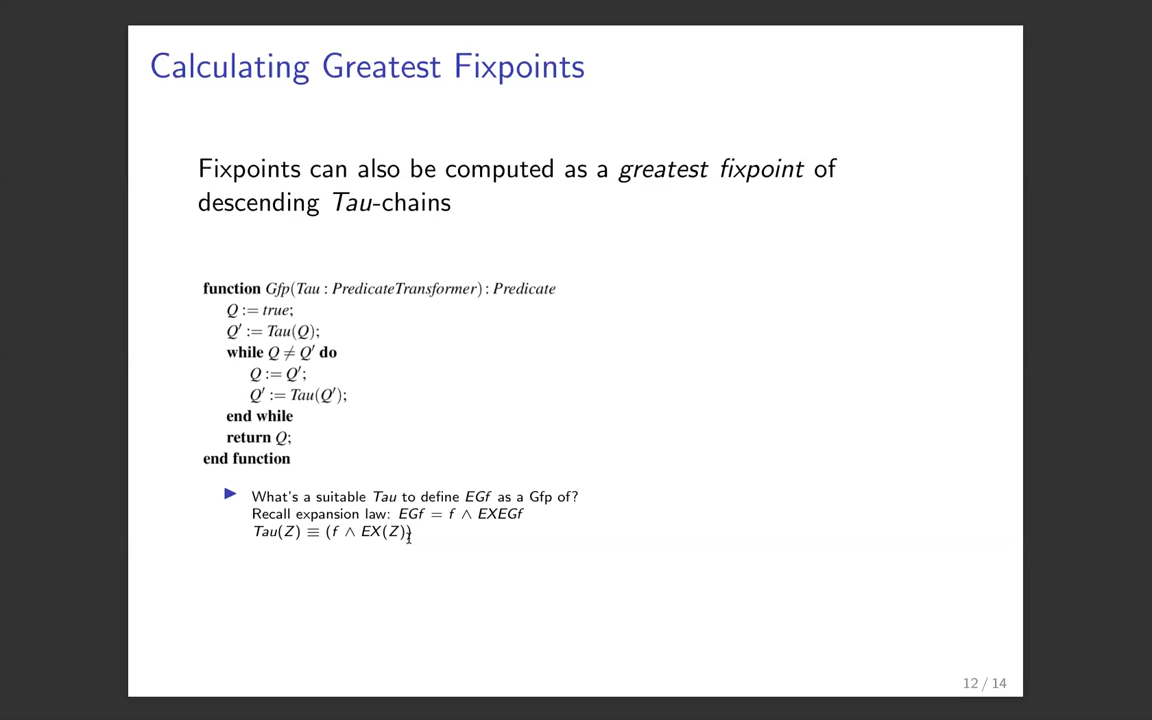 Calculating Greatest Fixpoints
Fixpoints can also be computed as a greatest fixpoint of
descending Tau-chains
function Gfp(Tau : PredicateTransformer) : Predicate
Q := true;
Q′ := Tau(Q);
while Q ≠ Q′ do
Q := Q′;
Q′ := Tau(Q′);
end while
return Q;
end function
▶ What's a suitable Tau to define EGf as a Gfp of?
Recall expansion law: EGf = f ∧ EXEGf
Tau(Z) ≡ (f ∧ EX(Z))
12 / 14